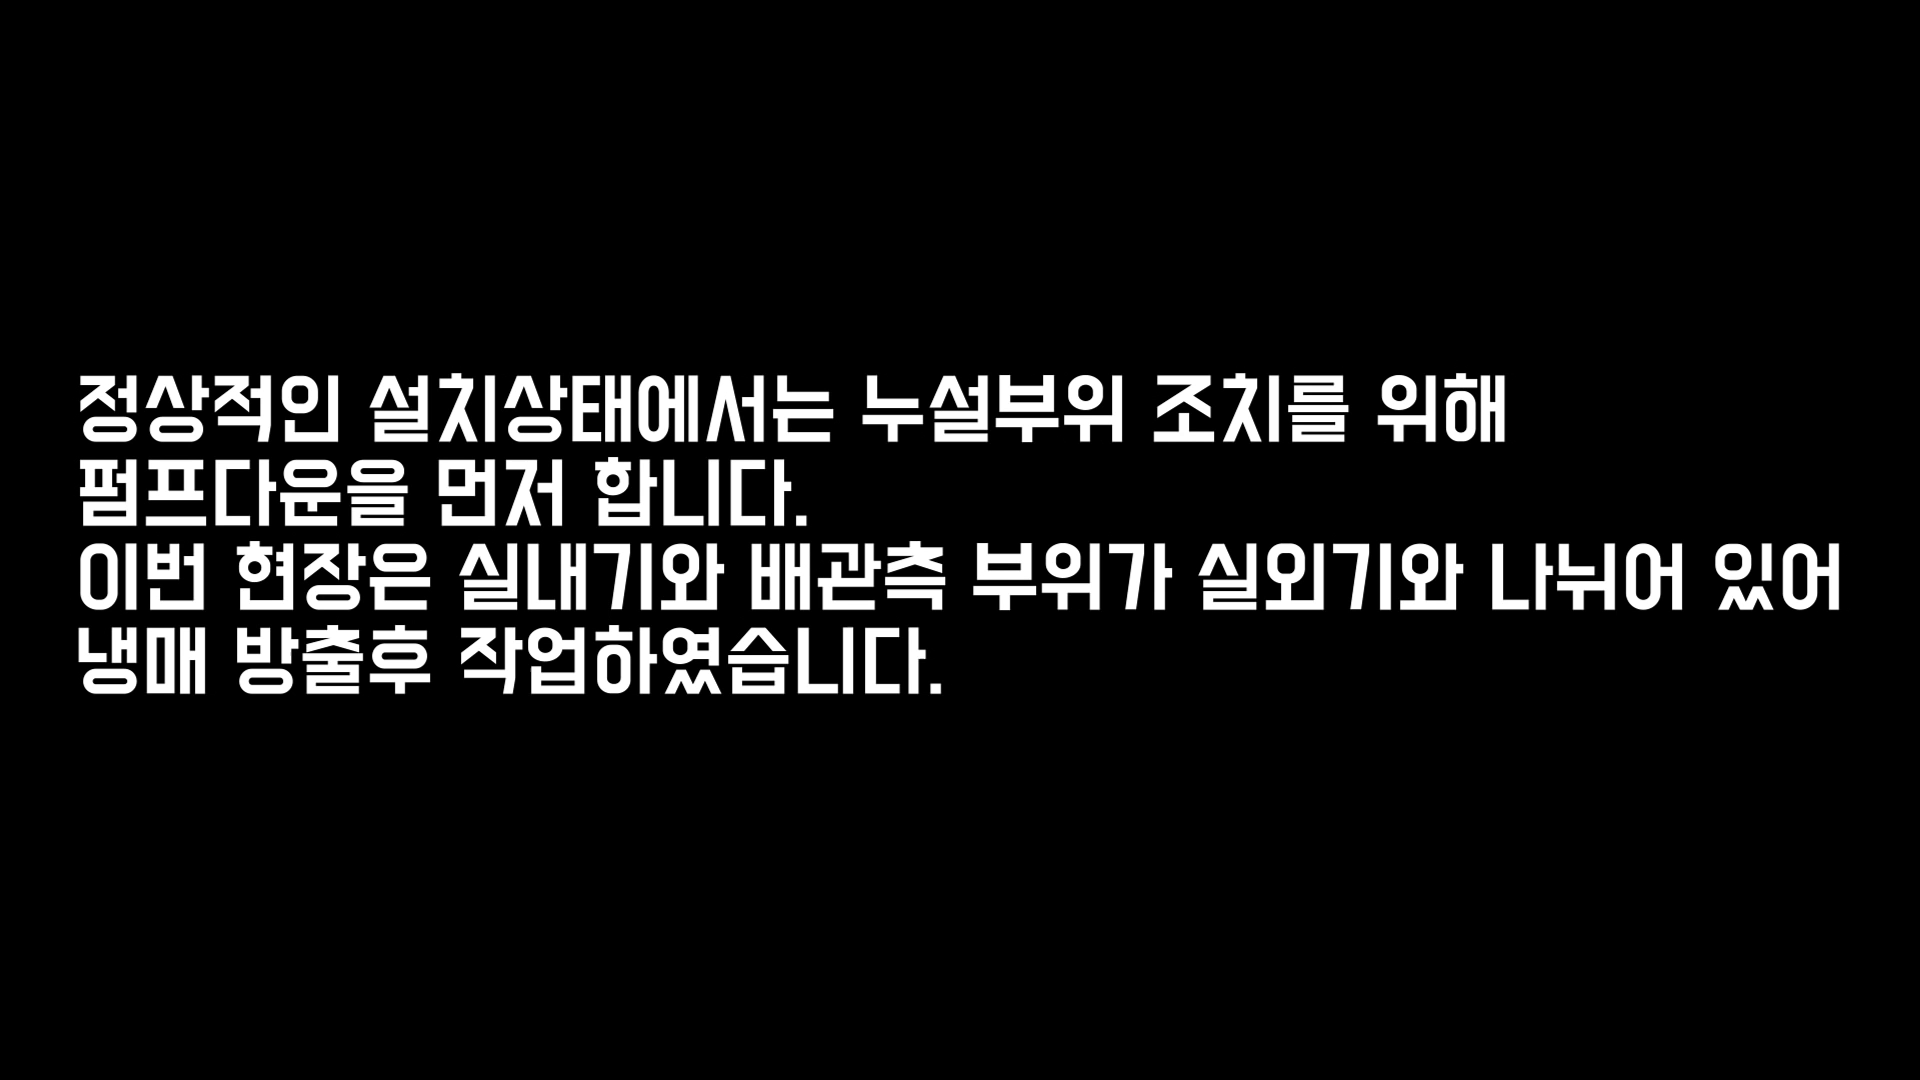 정상적인 설치상태에서는 누설부위 조치를 위해
펌프다운을 먼저 합니다.
이번 현장은 실내기와 배관측 부위가 실외기와 나뉘어 있어
냉매 방출후 작업하였습니다.